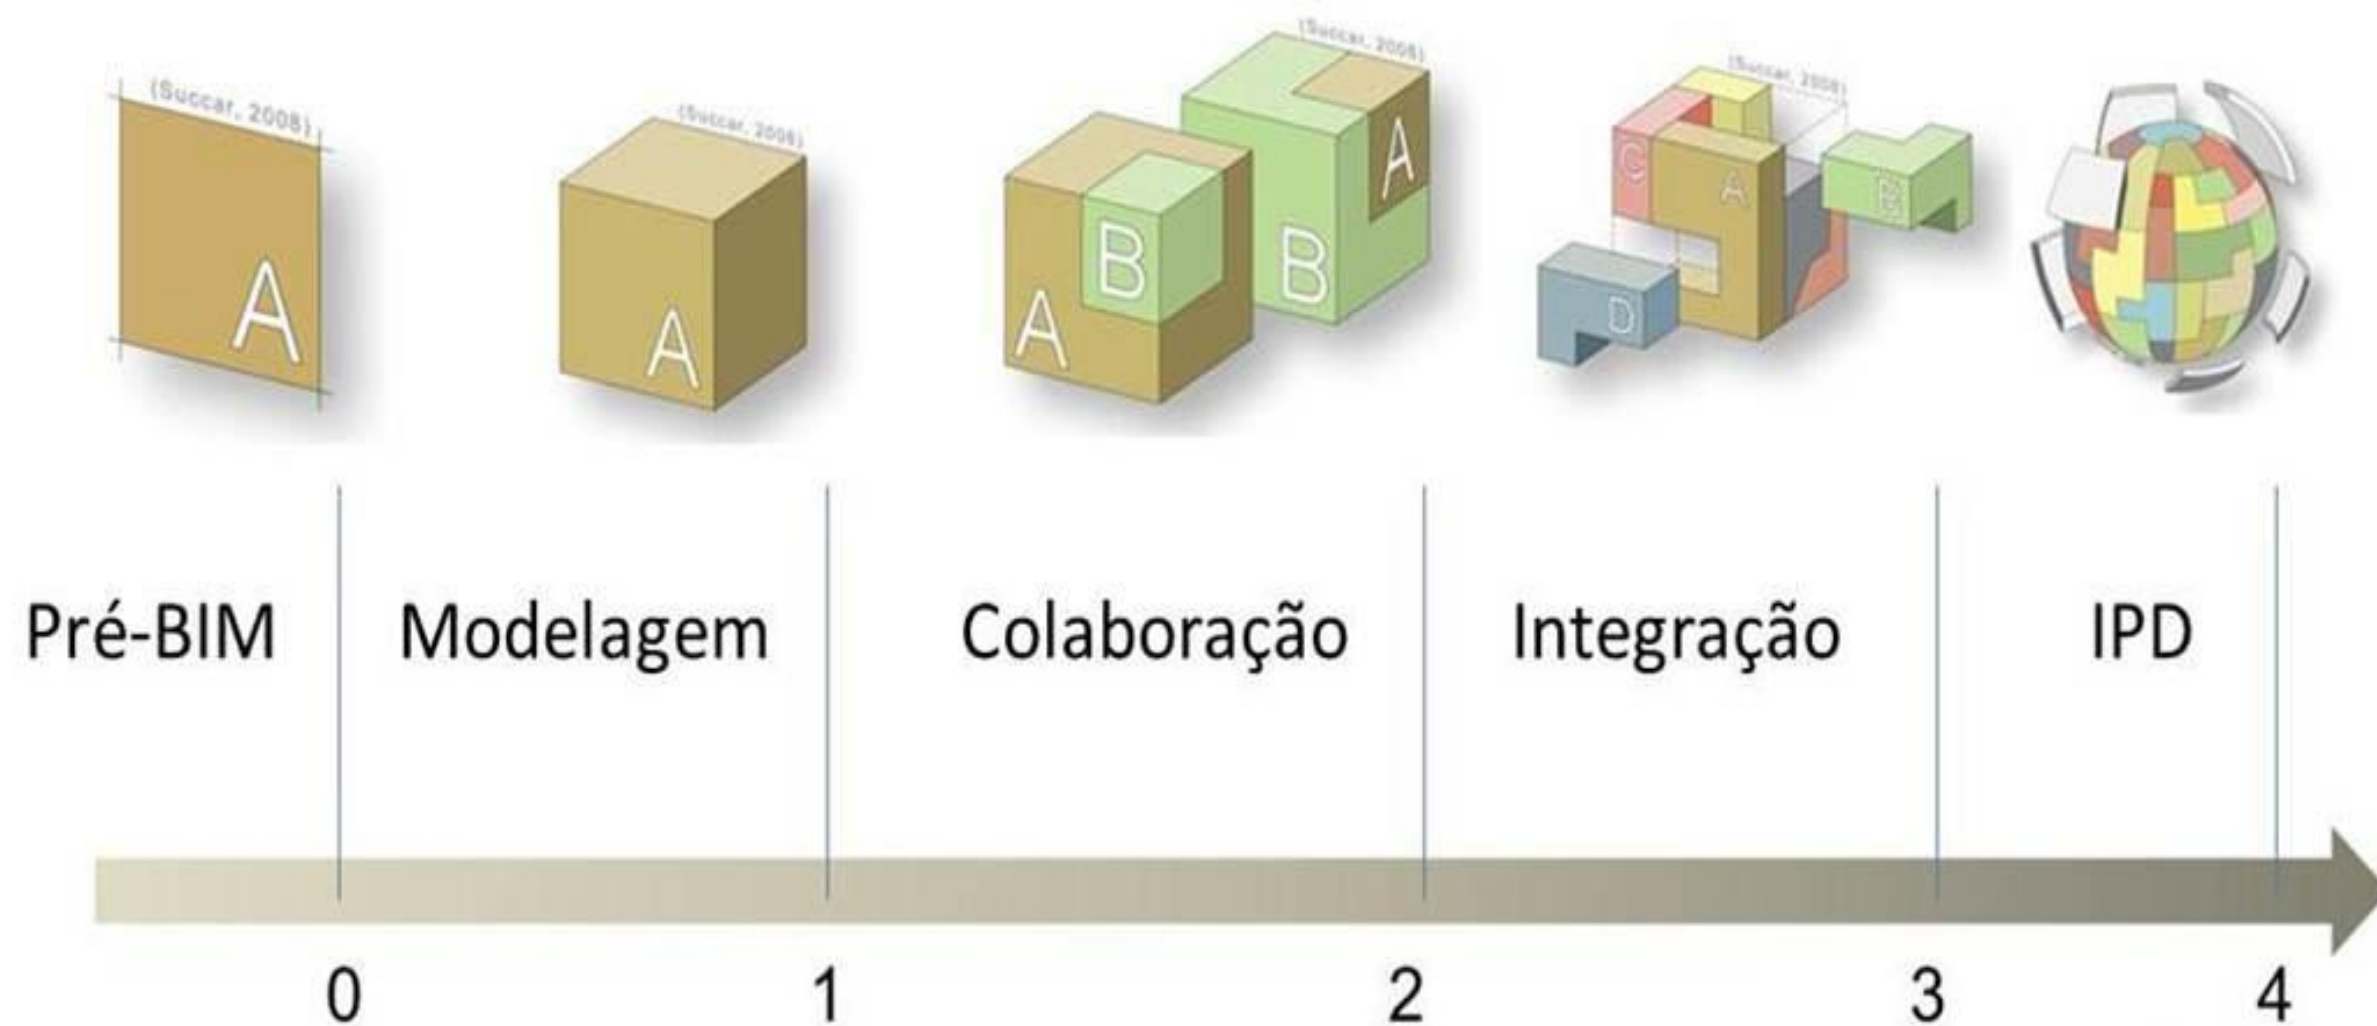 (Succar, 2008)
A
(Succar, 2008)
A
(Succar, 2008)
A
B
B
A
(Succar, 2008)
C
A
B
D
Pré-BIM
Modelagem
Colaboração
Integração
IPD
0
1
2
3
4